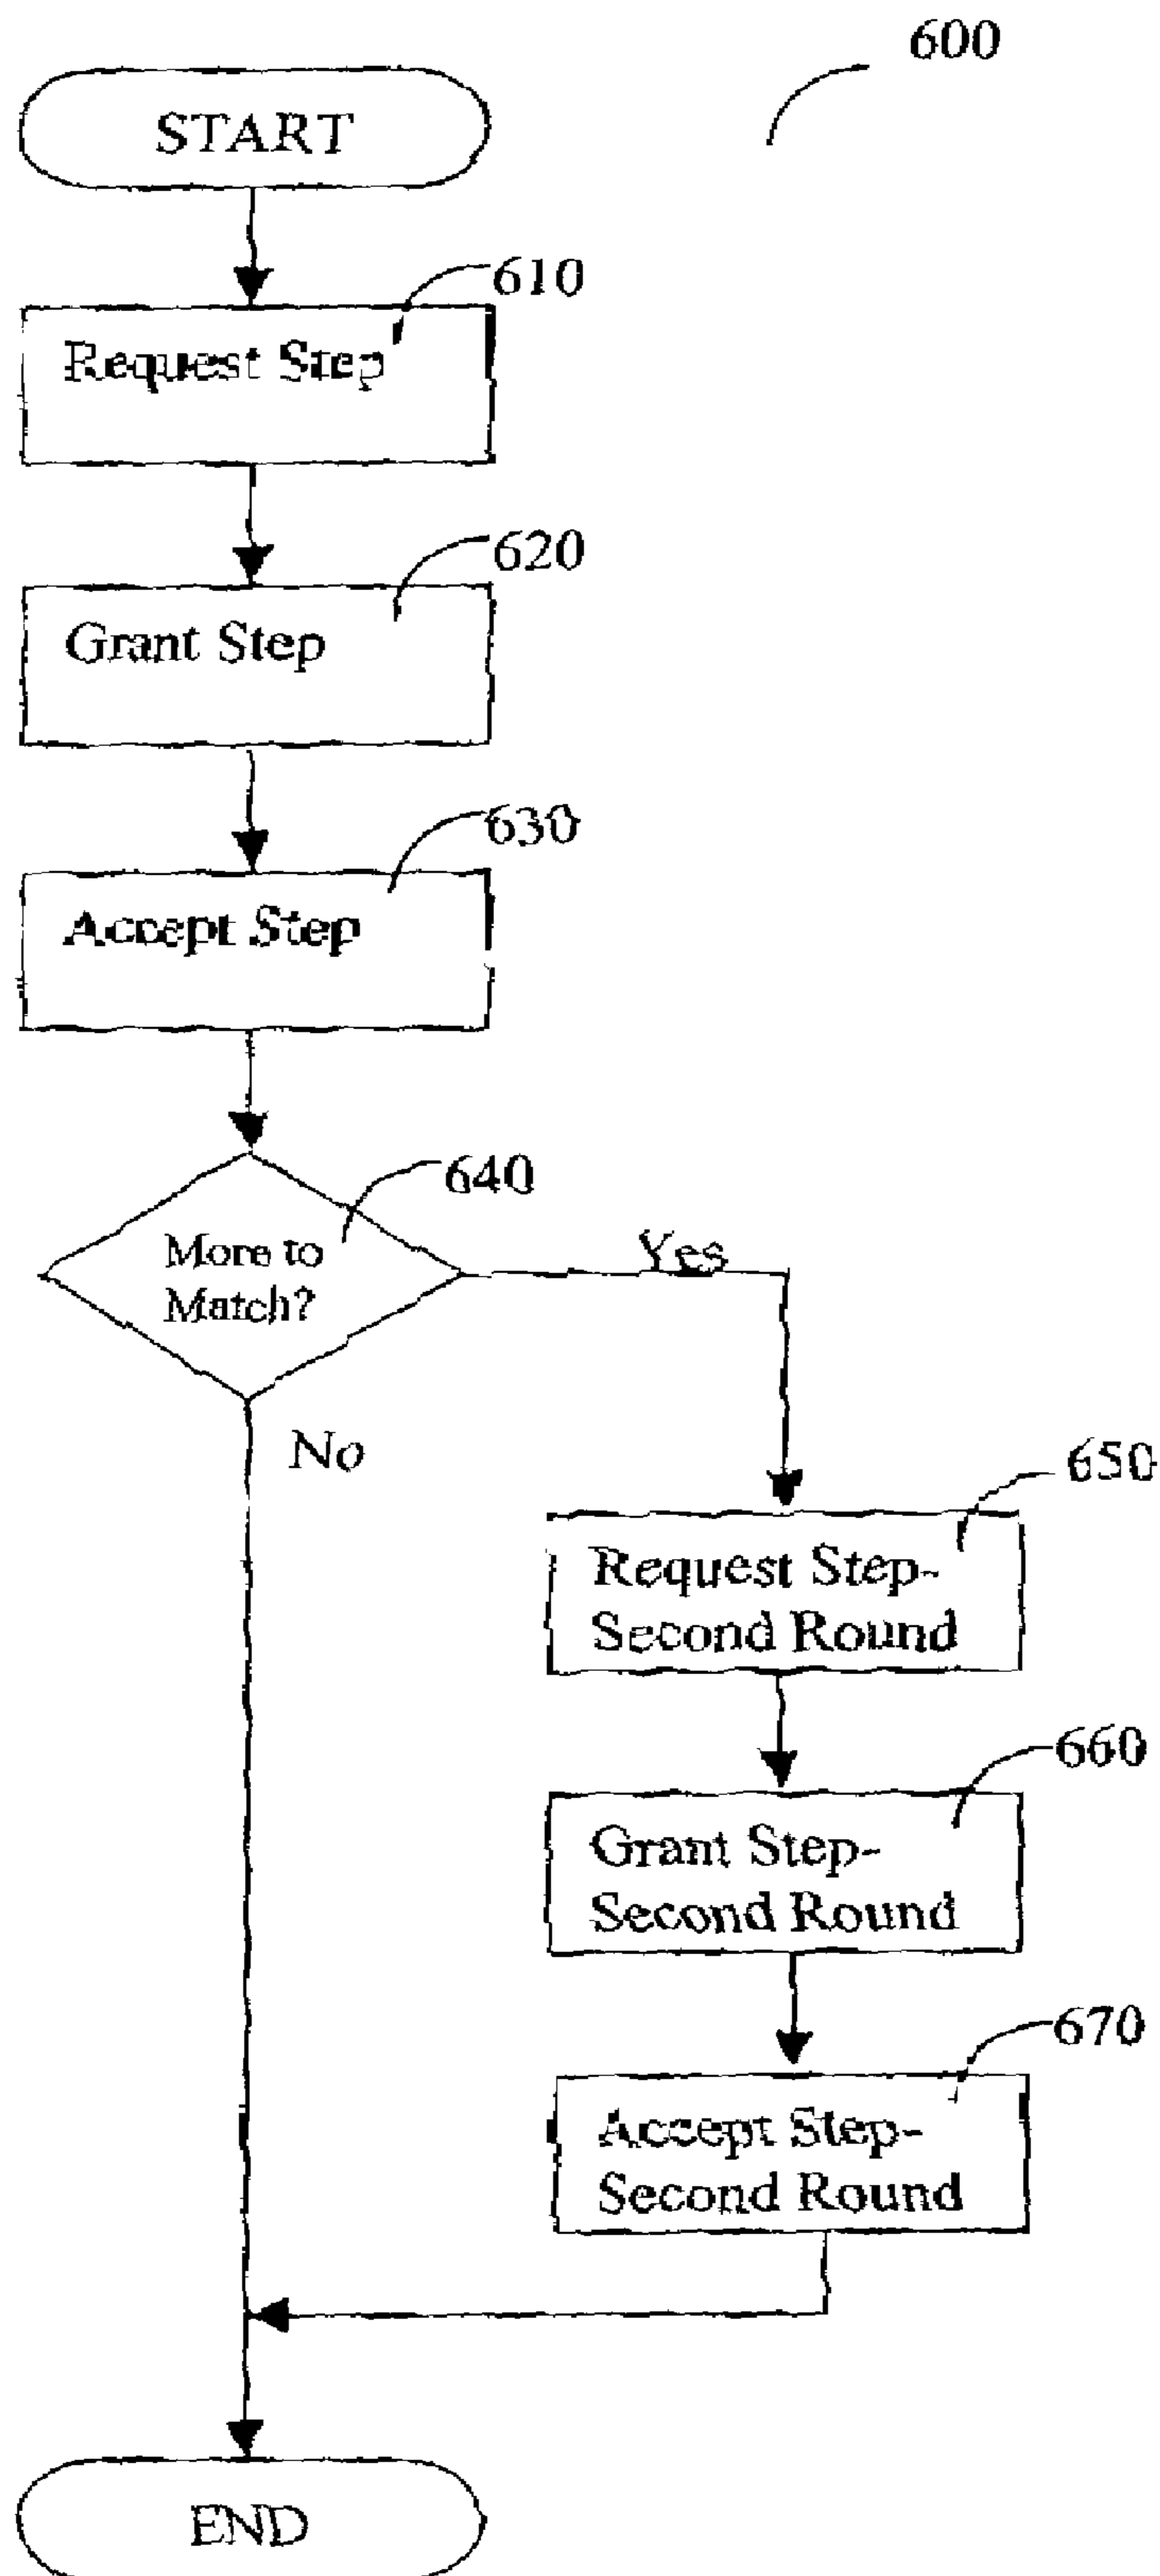 600
START
610
Request Step
620
Grant Step
630
Accept Step
640
More to
Match?
Yes
No
650
Request Step-
Second Round
660
Grant Step-
Second Round
670
Accept Step-
Second Round
END